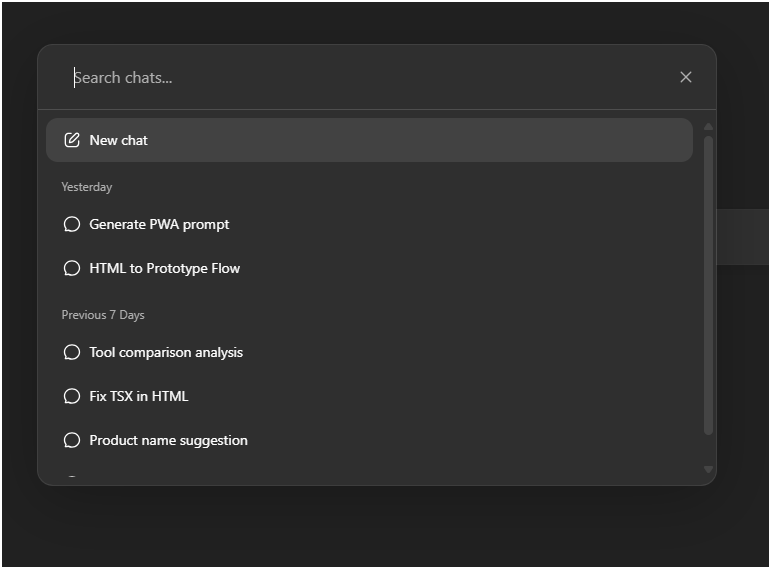 Search chats...
New chat
Yesterday
Generate PWA prompt
HTML to Prototype Flow
Previous 7 Days
Tool comparison analysis
Fix TSX in HTML
Product name suggestion